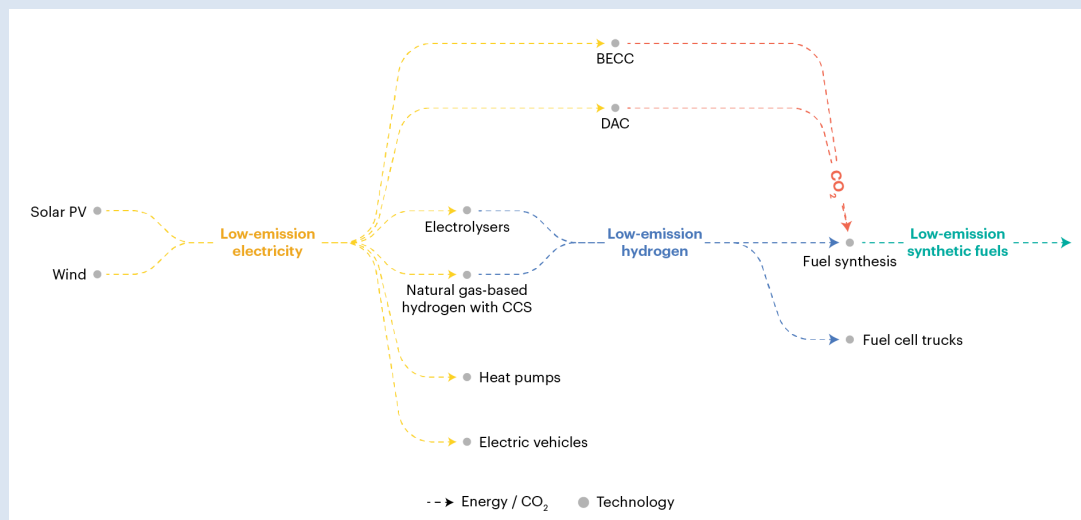 BECC
DAC
CO₂
Solar PV
Wind
Low-emission
electricity
Electrolysers
Natural gas-based
hydrogen with CCS
Low-emission
hydrogen
Fuel synthesis
Low-emission
synthetic fuels
Fuel cell trucks
Heat pumps
Electric vehicles
Energy / CO₂
Technology